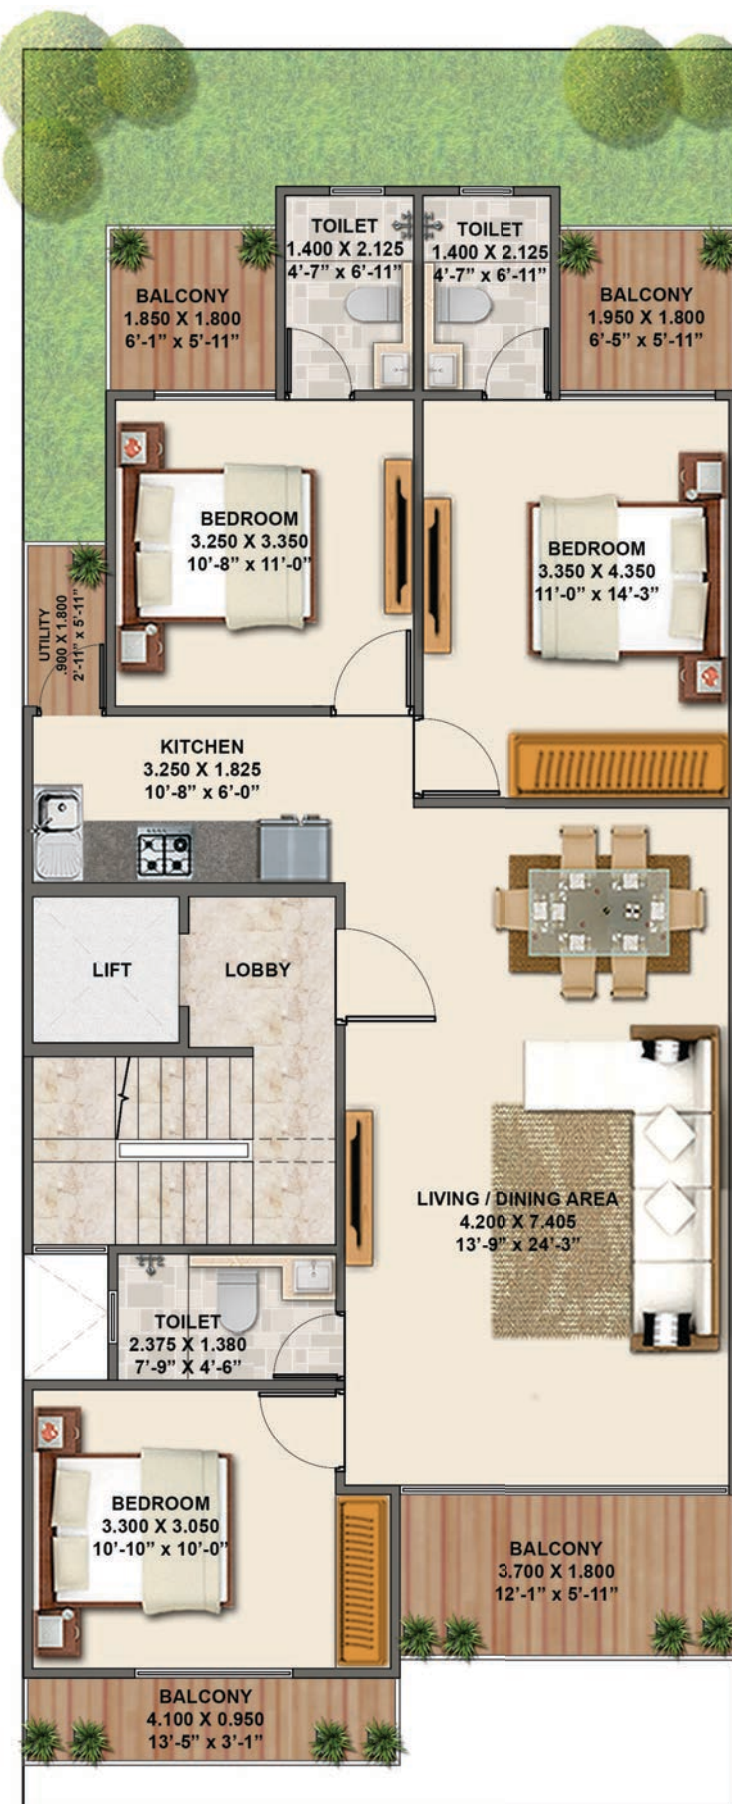 TOILET
1.400 X 2.125
4'-7" x 6'-11"
TOILET
1.400 X 2.125
4'-7" x 6'-11"
BALCONY
1.850 X 1.800
6'-1" x 5'-11"
BALCONY
1.950 X 1.800
6'-5" x 5'-11"
BEDROOM
3.250 X 3.350
10'-8" x 11'-0"
BEDROOM
3.350 X 4.350
11'-0" x 14'-3"
UTILITY
.900 X 1.800
2'-11" x 5'-11"
KITCHEN
3.250 X 1.825
10'-8" x 6'-0"
LIFT
LOBBY
LIVING / DINING AREA
4.200 X 7.405
13'-9" x 24'-3"
TOILET
2.375 X 1.380
7'-9" X 4'-6"
BEDROOM
3.300 X 3.050
10'-10" x 10'-0"
BALCONY
3.700 X 1.800
12'-1" x 5'-11"
BALCONY
4.100 X 0.950
13'-5" x 3'-1"